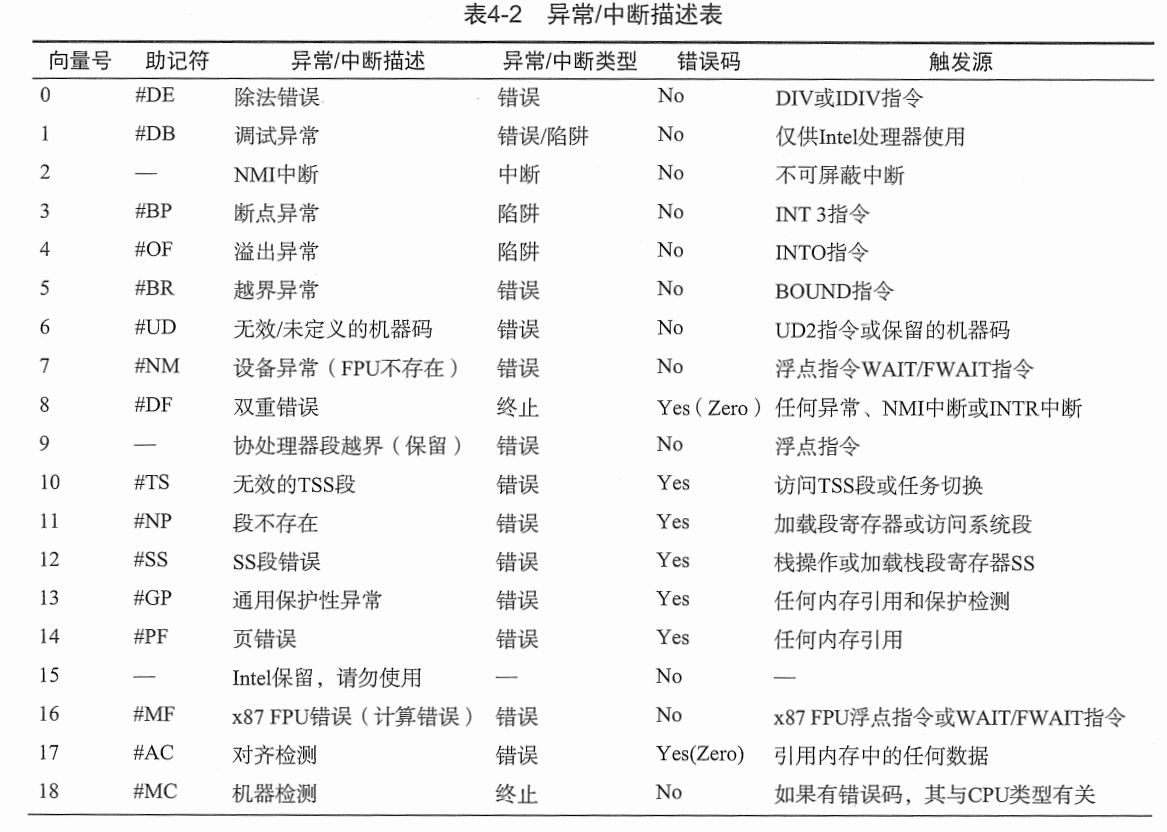 表4-2 异常/中断描述表
向量号 助记符 异常/中断描述 异常/中断类型 错误码 触发源
0 #DE 除法错误 错误 No DIV或IDIV指令
1 #DB 调试异常 错误/陷阱 No 仅供Intel处理器使用
2 — NMI中断 中断 No 不可屏蔽中断
3 #BP 断点异常 陷阱 No INT 3指令
4 #OF 溢出异常 陷阱 No INTO指令
5 #BR 越界异常 错误 No BOUND指令
6 #UD 无效/未定义的机器码 错误 No UD2指令或保留的机器码
7 #NM 设备异常（FPU不存在） 错误 No 浮点指令WAIT/FWAIT指令
8 #DF 双重错误 终止 Yes（Zero） 任何异常、NMI中断或INTR中断
9 — 协处理器段越界（保留） 错误 No 浮点指令
10 #TS 无效的TSS段 错误 Yes 访问TSS段或任务切换
11 #NP 段不存在 错误 Yes 加载段寄存器或访问系统段
12 #SS SS段错误 错误 Yes 栈操作或加载栈段寄存器SS
13 #GP 通用保护性异常 错误 Yes 任何内存引用和保护检测
14 #PF 页错误 错误 Yes 任何内存引用
15 — Intel保留，请勿使用 — No —
16 #MF x87 FPU错误（计算错误） 错误 No x87 FPU浮点指令或WAIT/FWAIT指令
17 #AC 对齐检测 错误 Yes(Zero) 引用内存中的任何数据
18 #MC 机器检测 终止 No 如果有错误码，其与CPU类型有关